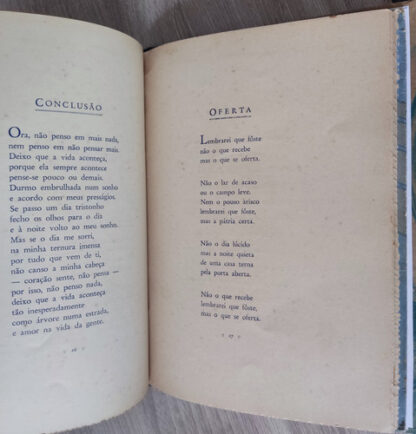 CONCLUSÃO
Ora, não penso em mais nada,
nem penso em não pensar mais.
Deixo que a vida aconteça,
porque ela sempre acontece
pense-se pouco ou demais.
Durmo embrulhada num sonho
e acordo com meus presságios.
Se passo um dia tristonho
fecho os olhos para o dia
e à noite volto ao meu sonho.
Mas se o dia me sorri,
na minha ternura imensa
por tudo que vem de ti,
não canso a minha cabeça
— coração sente, não pensa —
por isso, não penso nada,
deixo que a vida aconteça
tão inesperadamente
como árvore numa estrada,
e amor na vida da gente.
OFERTA
Lembrarei que fôste
não o que recebe
mas o que se oferta.
Não o lar de acaso
ou o campo leve.
Nem o pouso arisco
lembrarei que fôste,
mas a pátria certa.
Não o dia lúcido
mas a noite quieta
de uma casa terna
pela porta aberta.
Não o que recebe
lembrarei que fôste,
mas o que se oferta.
· 27 ·